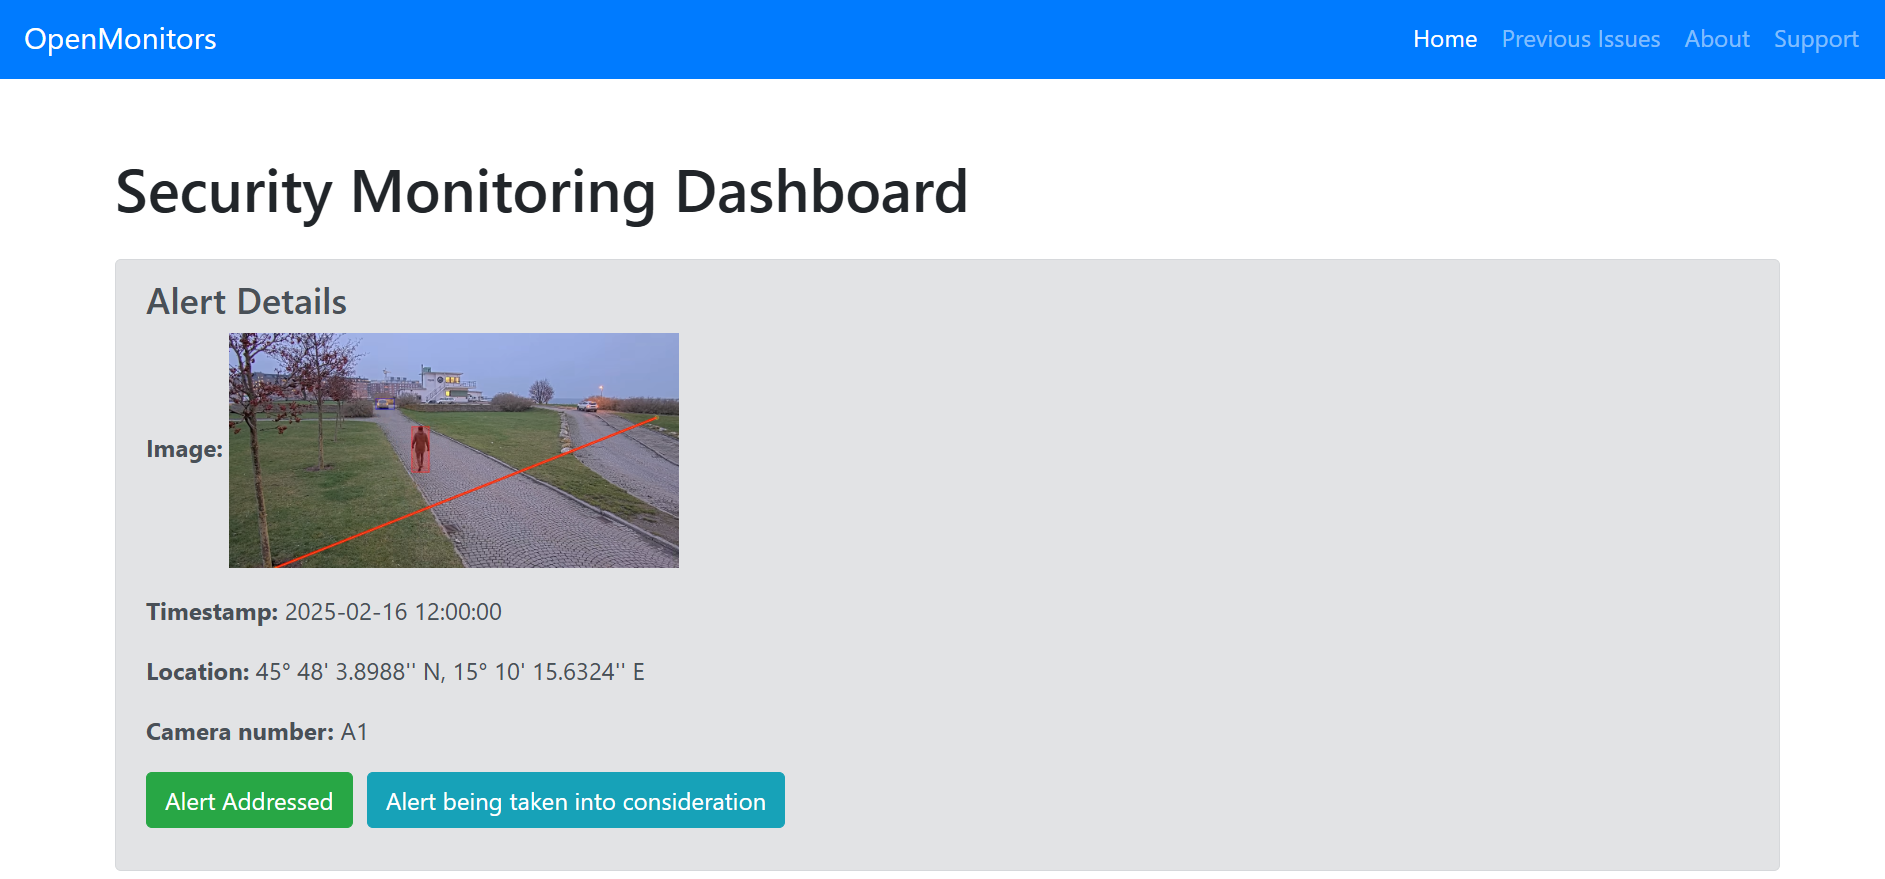 OpenMonitors
Home Previous Issues About Support
Security Monitoring Dashboard
Alert Details
Image:
Timestamp: 2025-02-16 12:00:00
Location: 45° 48' 3.8988'' N, 15° 10' 15.6324'' E
Camera number: A1
Alert Addressed Alert being taken into consideration